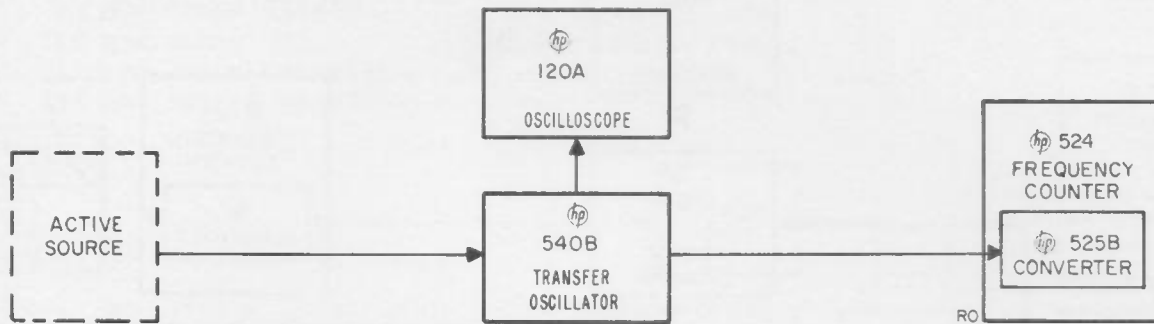 hp
120A
OSCILLOSCOPE
ACTIVE
SOURCE
hp
540B
TRANSFER
OSCILLATOR
hp 524
FREQUENCY
COUNTER
hp 525B
CONVERTER
RO